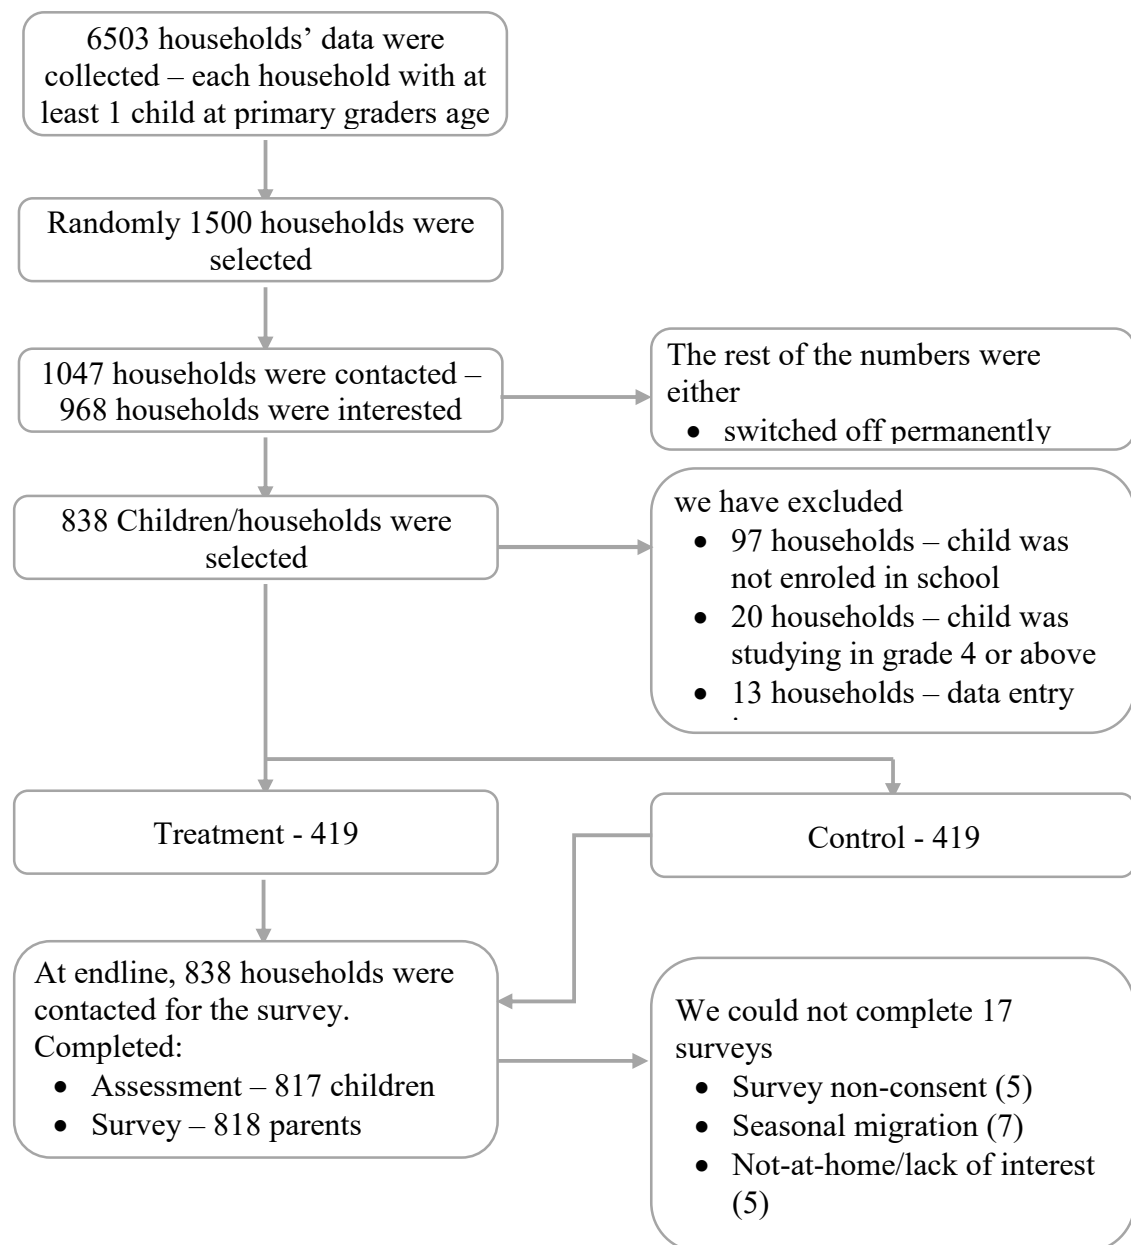 6503 households’ data were
collected – each household with at
least 1 child at primary graders age
Randomly 1500 households were
selected
1047 households were contacted –
968 households were interested
The rest of the numbers were
either
• switched off permanently
838 Children/households were
selected
we have excluded
• 97 households – child was
not enroled in school
• 20 households – child was
studying in grade 4 or above
• 13 households – data entry
Treatment - 419
Control - 419
At endline, 838 households were
contacted for the survey.
Completed:
• Assessment – 817 children
• Survey – 818 parents
We could not complete 17
surveys
• Survey non-consent (5)
• Seasonal migration (7)
• Not-at-home/lack of interest
(5)